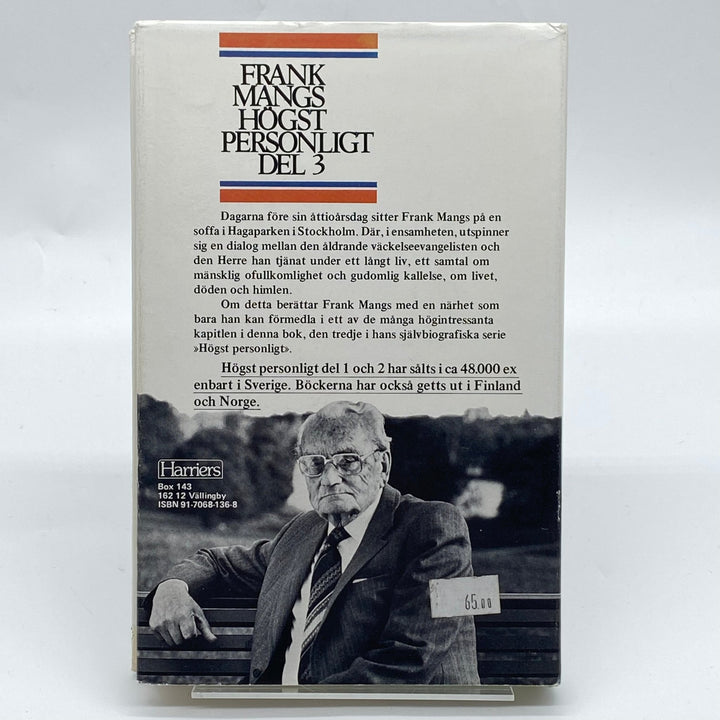 FRANK
MANGS
HÖGST
PERSONLIGT
DEL 3
Dagarna före sin åttioårsdag sitter Frank Mangs på en
soffa i Hagaparken i Stockholm. Där, i ensamheten, utspinner
sig en dialog mellan den åldrande väckelseevangelisten och
den Herre han tjänat under ett långt liv, ett samtal om
mänsklig ofullkomlighet och gudomlig kallelse, om livet,
döden och himlen.
Om detta berättar Frank Mangs med en närhet som
bara han kan förmedla i ett av de många högintressanta
kapitlen i denna bok, den tredje i hans självbiografiska serie
»Högst personligt».
Högst personligt del 1 och 2 har sålts i ca 48.000 ex
enbart i Sverige. Böckerna har också getts ut i Finland
och Norge.
Harriers
Box 143
162 12 Vällingby
ISBN 91-7068-136-8
65.00